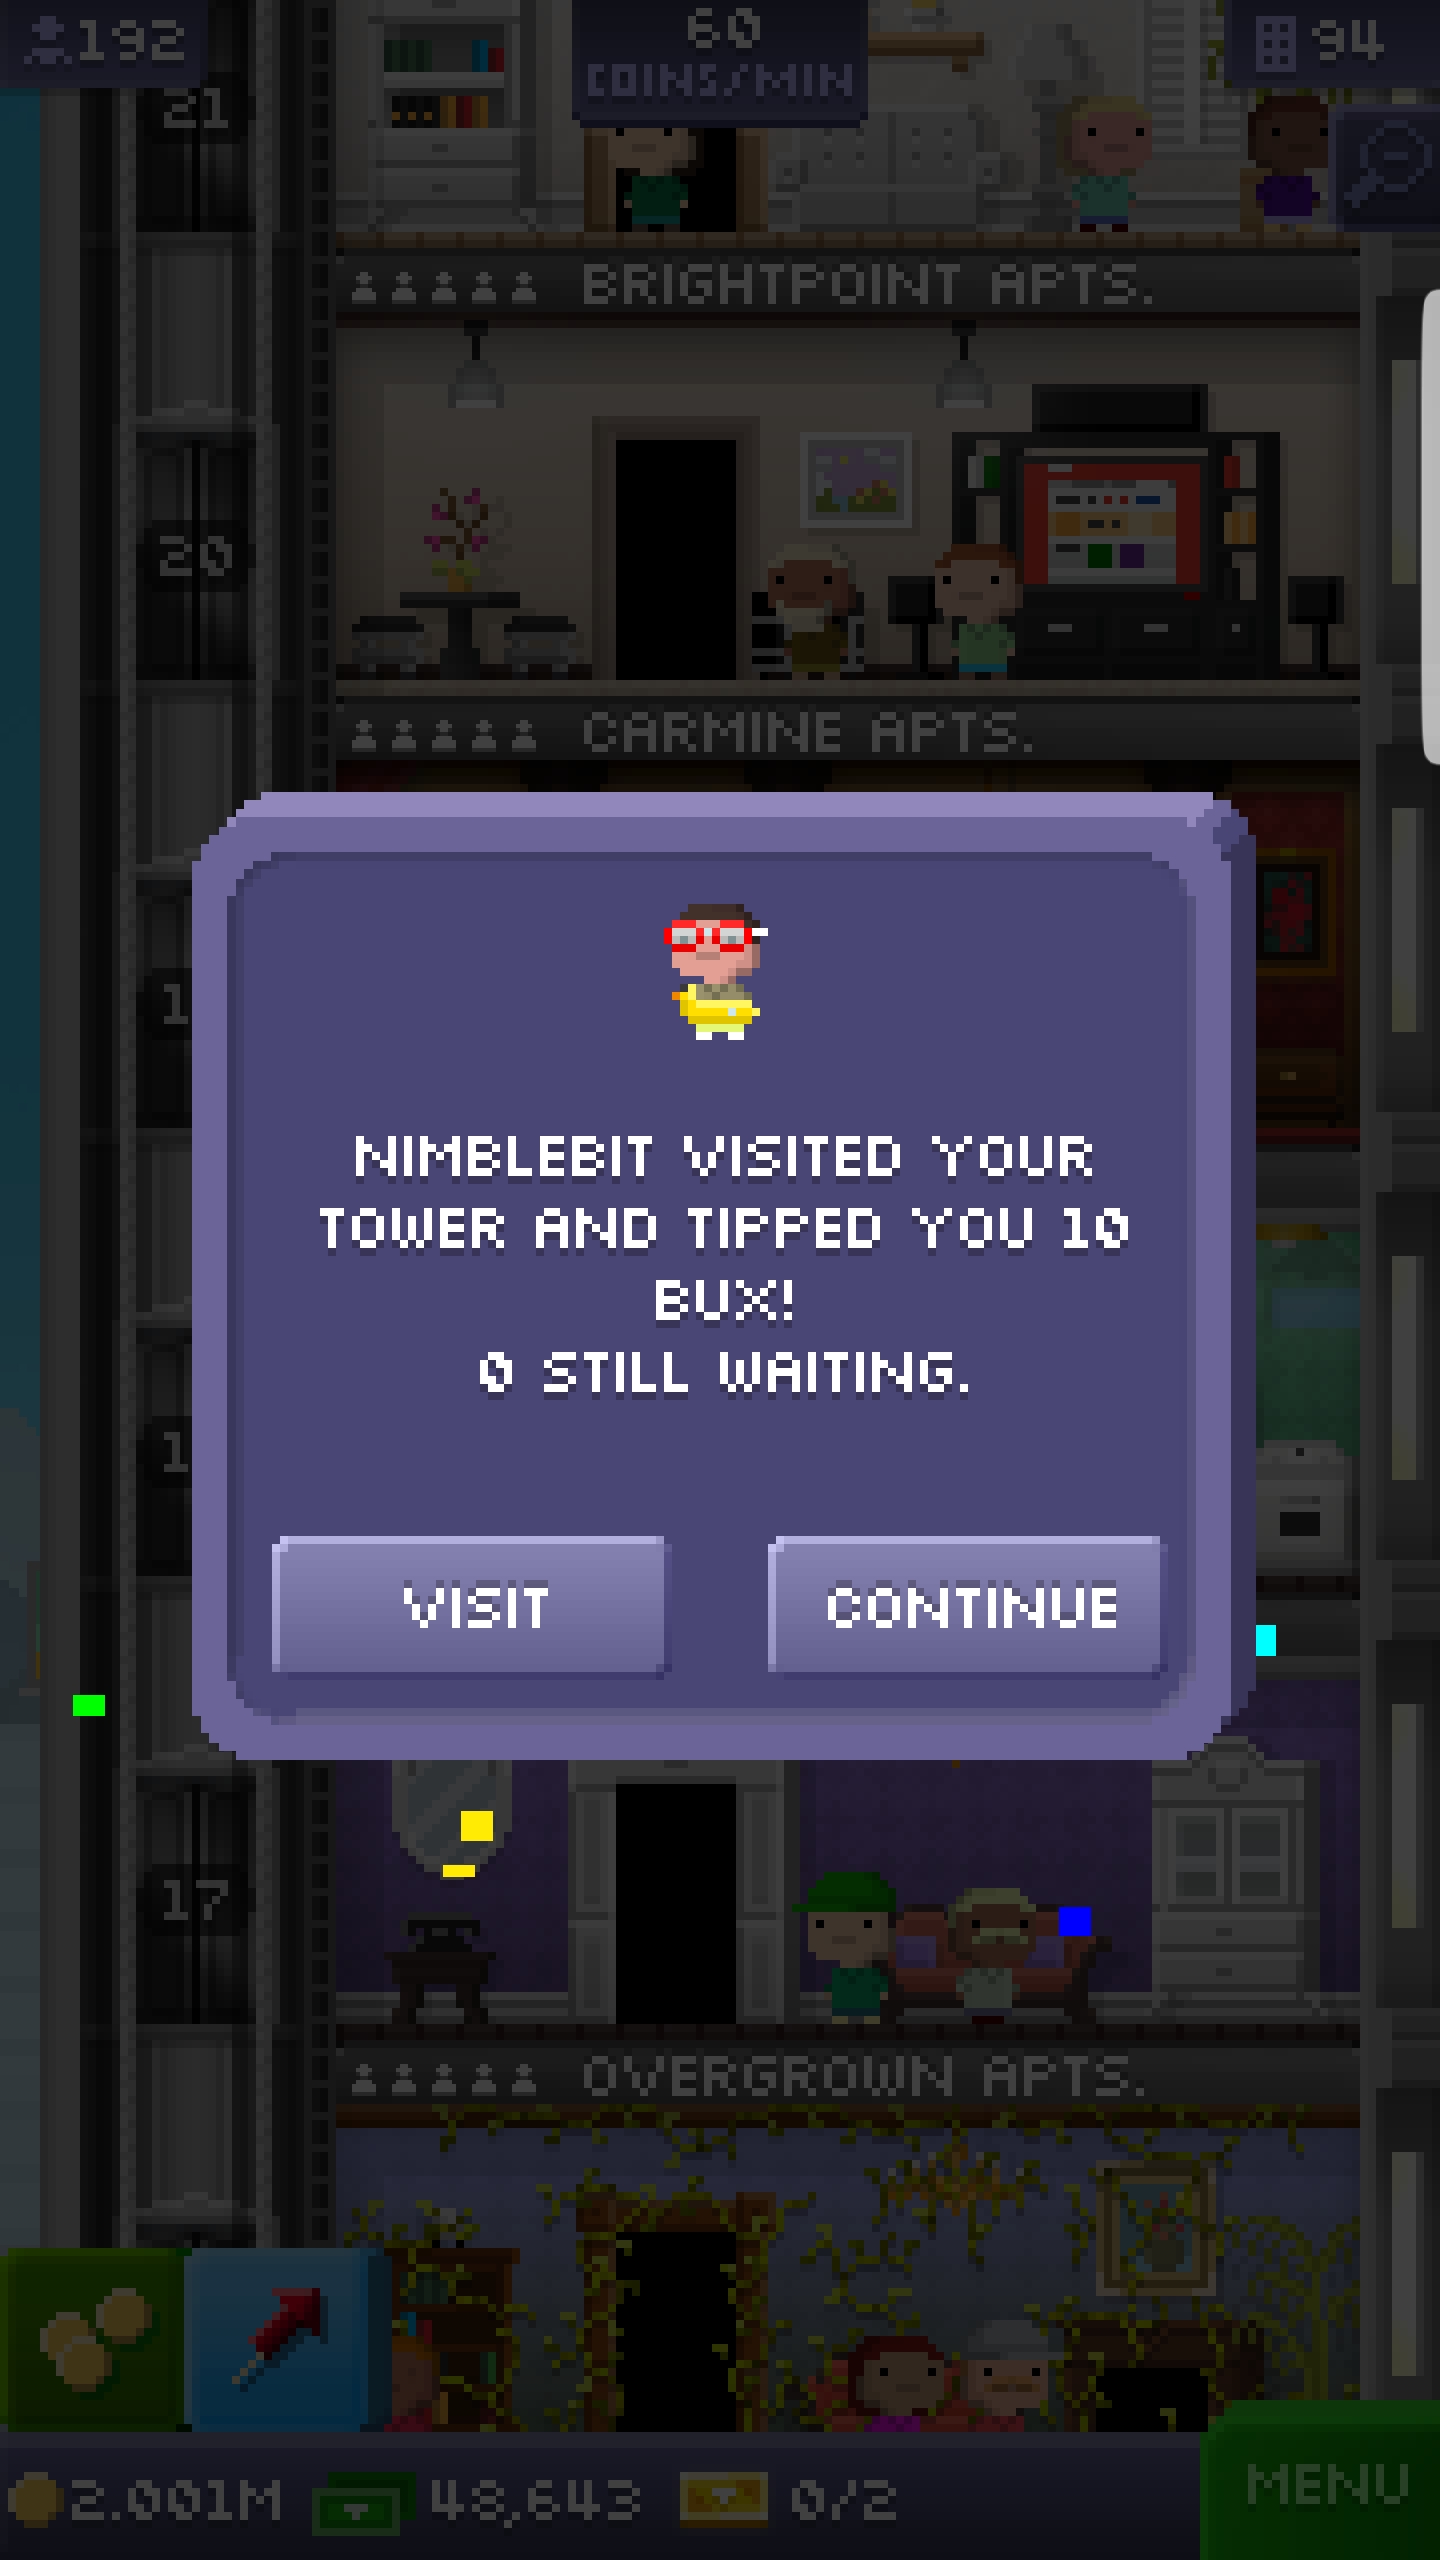 192
60
COINS/MIN
94
21
BRIGHTPOINT APTS.
20
CARMINE APTS.
NIMBLEBIT VISITED YOUR
TOWER AND TIPPED YOU 10
BUX!
0 STILL WAITING.
VISIT
CONTINUE
17
OVERGROWN APTS.
2.001M
48,643
0/2
MENU